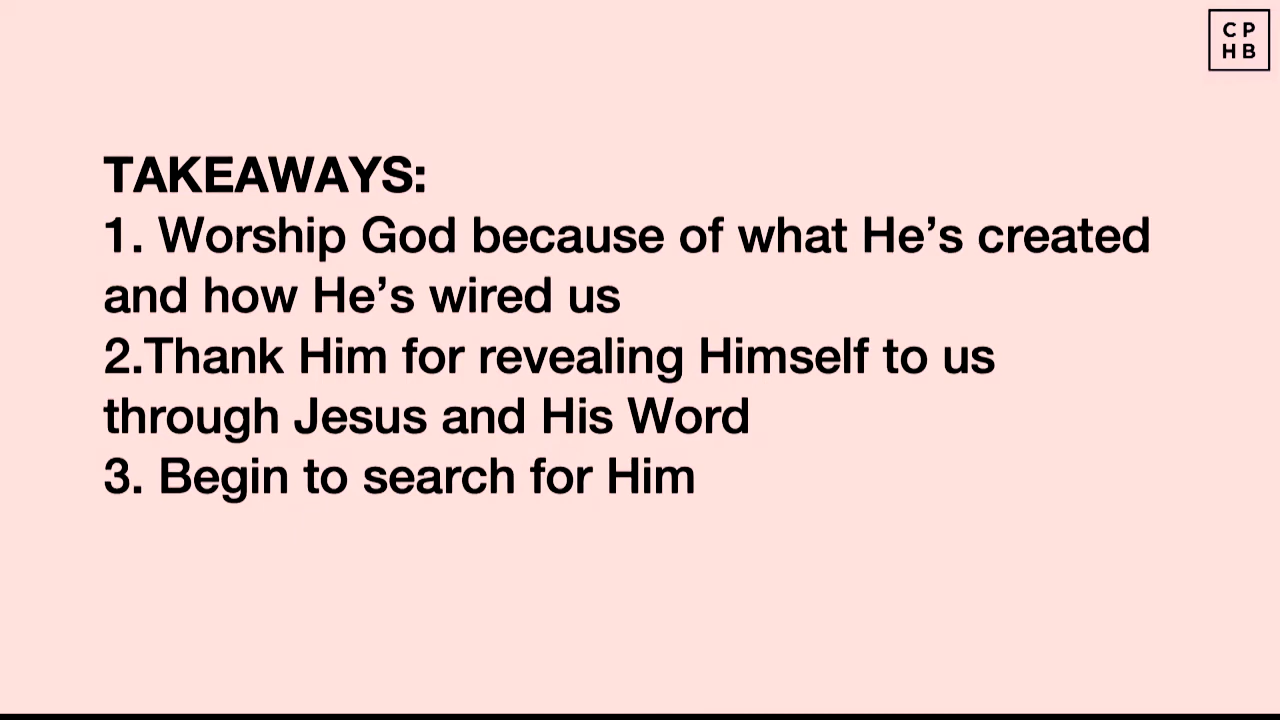 C P
H B
TAKEAWAYS:
1. Worship God because of what He’s created
and how He’s wired us
2.Thank Him for revealing Himself to us
through Jesus and His Word
3. Begin to search for Him